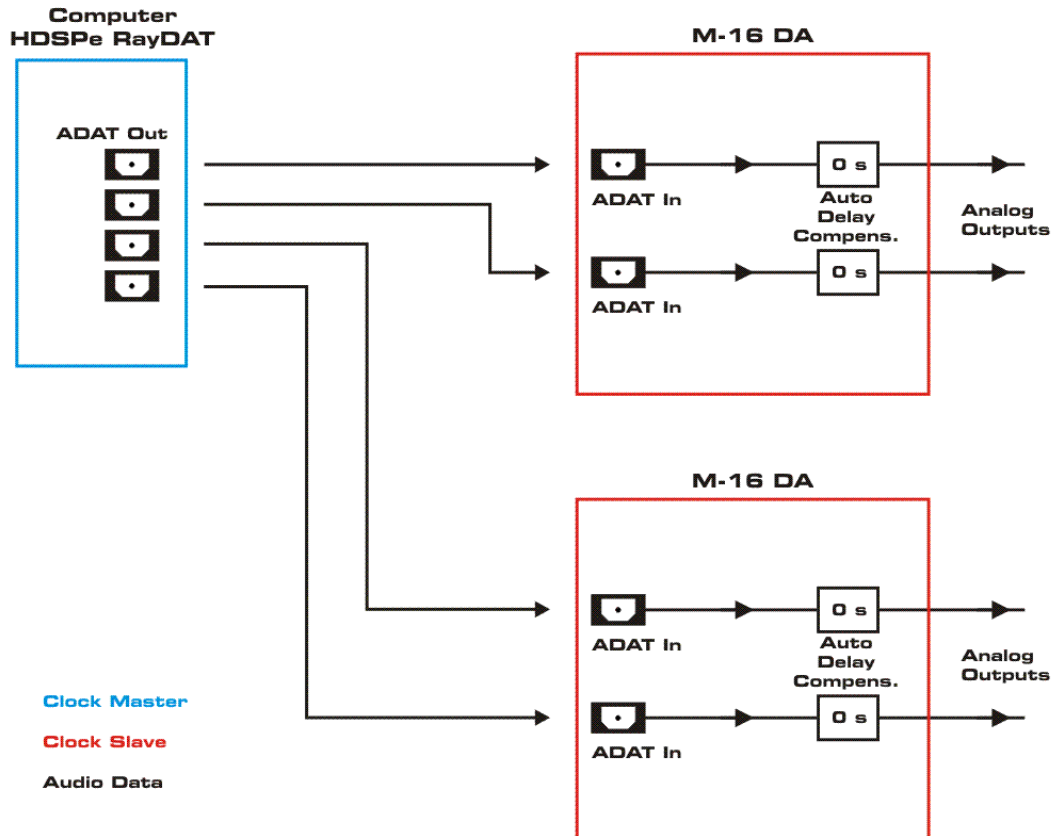 Computer
HDSPe RayDAT
ADAT Out
M-16 DA
ADAT In
0 s
Auto
Delay
Compens.
Analog
Outputs
ADAT In
0 s
M-16 DA
ADAT In
0 s
Auto
Delay
Compens.
Analog
Outputs
ADAT In
0 s
Clock Master
Clock Slave
Audio Data